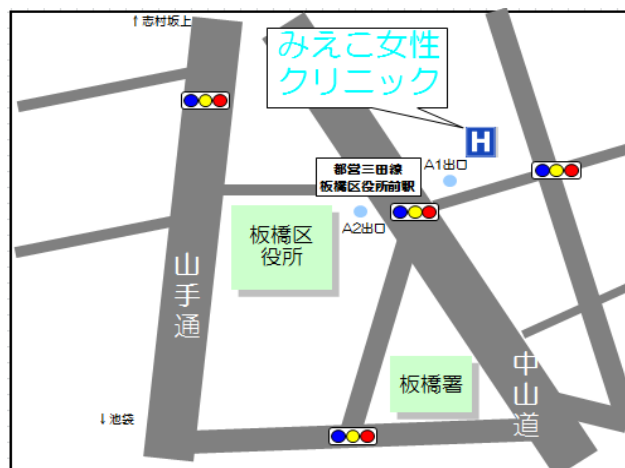 ↑志村坂上
みえこ女性
クリニック
H
A1出口
都営三田線
板橋区役所前駅
A2出口
板橋区
役所
山手通
板橋署
中山道
↓池袋